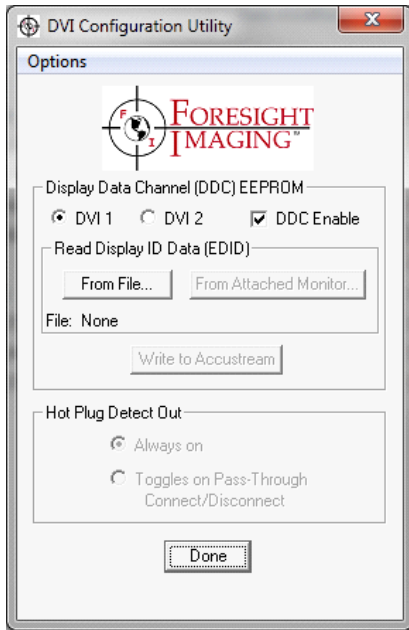 DVI Configuration Utility
Options
F I
FORESIGHT
IMAGING™
Display Data Channel (DDC) EEPROM
DVI 1 DVI 2 DDC Enable
Read Display ID Data (EDID)
From File... From Attached Monitor...
File: None
Write to Accustream
Hot Plug Detect Out
Always on
Toggles on Pass-Through
Connect/Disconnect
Done